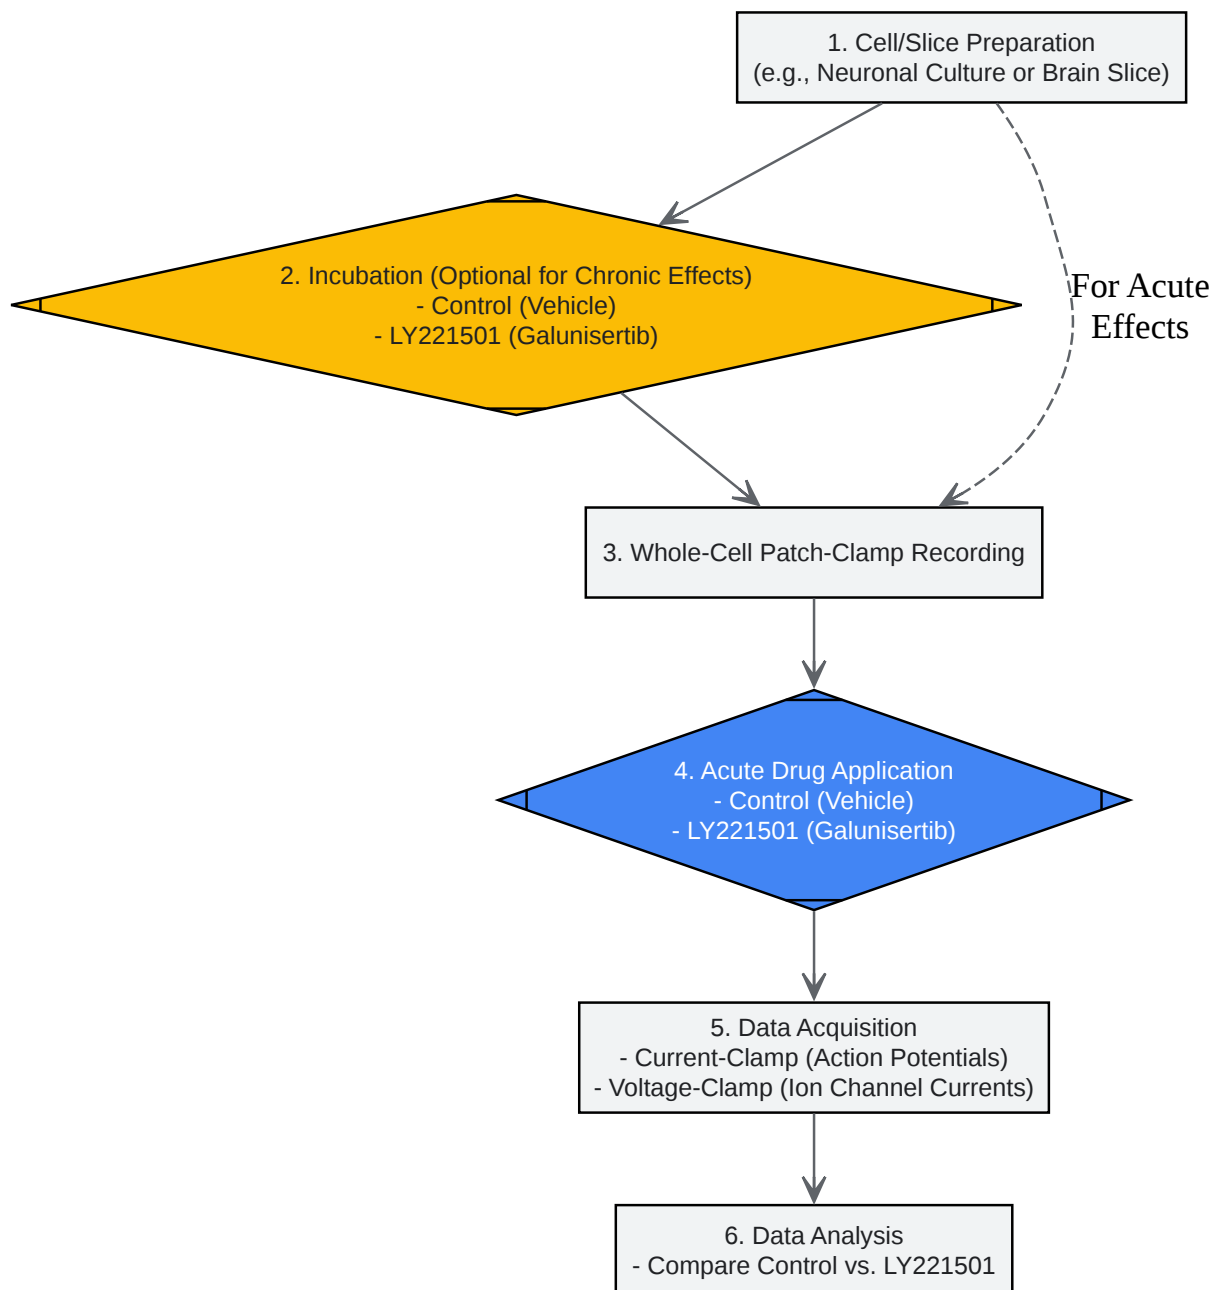 1. Cell/Slice Preparation
(e.g., Neuronal Culture or Brain Slice)
2. Incubation (Optional for Chronic Effects)
- Control (Vehicle)
- LY221501 (Galunisertib)
For Acute
Effects
3. Whole-Cell Patch-Clamp Recording
4. Acute Drug Application
- Control (Vehicle)
- LY221501 (Galunisertib)
5. Data Acquisition
- Current-Clamp (Action Potentials)
- Voltage-Clamp (Ion Channel Currents)
6. Data Analysis
- Compare Control vs. LY221501